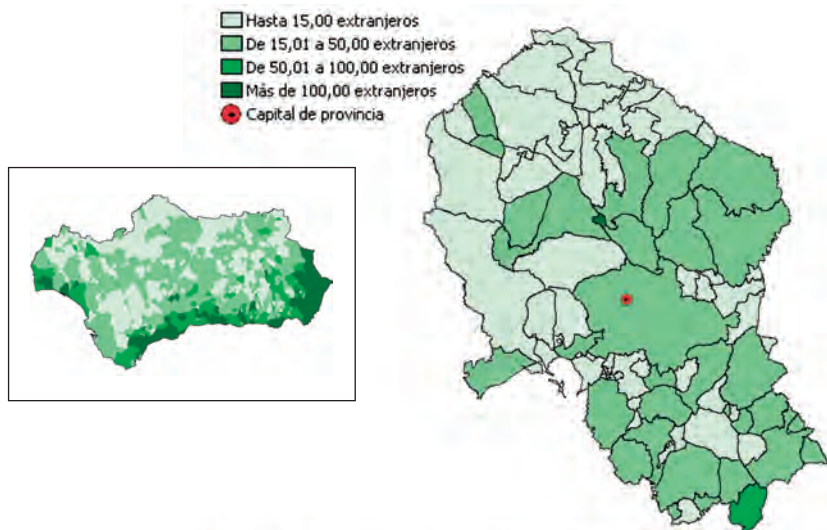 Hasta 15,00 extranjeros
De 15,01 a 50,00 extranjeros
De 50,01 a 100,00 extranjeros
Más de 100,00 extranjeros
Capital de provincia